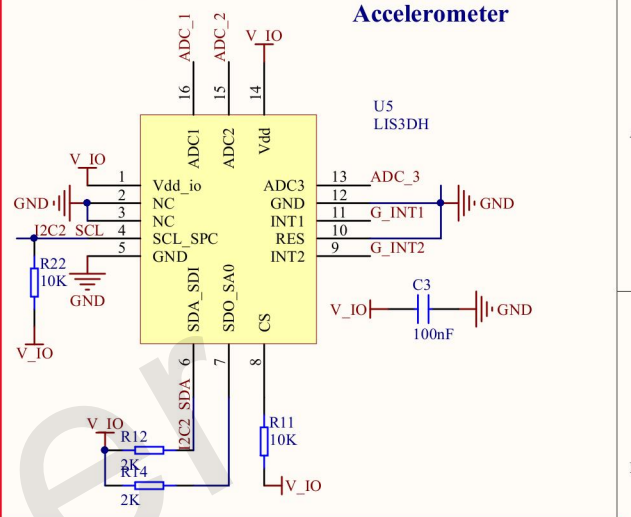 Accelerometer
ADC_1
ADC_2
V_IO
16
15
14
U5
LIS3DH
ADC1
ADC2
Vdd
V_IO
1
Vdd_io
ADC3
13
ADC_3
GND
2
NC
GND
12
GND
3
NC
INT1
11
G_INT1
I2C2_SCL
4
SCL_SPC
RES
10
5
GND
INT2
9
G_INT2
R22
10K
GND
V_IO
SDA_SDI
SDO_SA0
CS
C3
V_IO
GND
100nF
6
7
8
I2C2_SDA
V_IO
R12
2K
R14
2K
R11
10K
V_IO
er